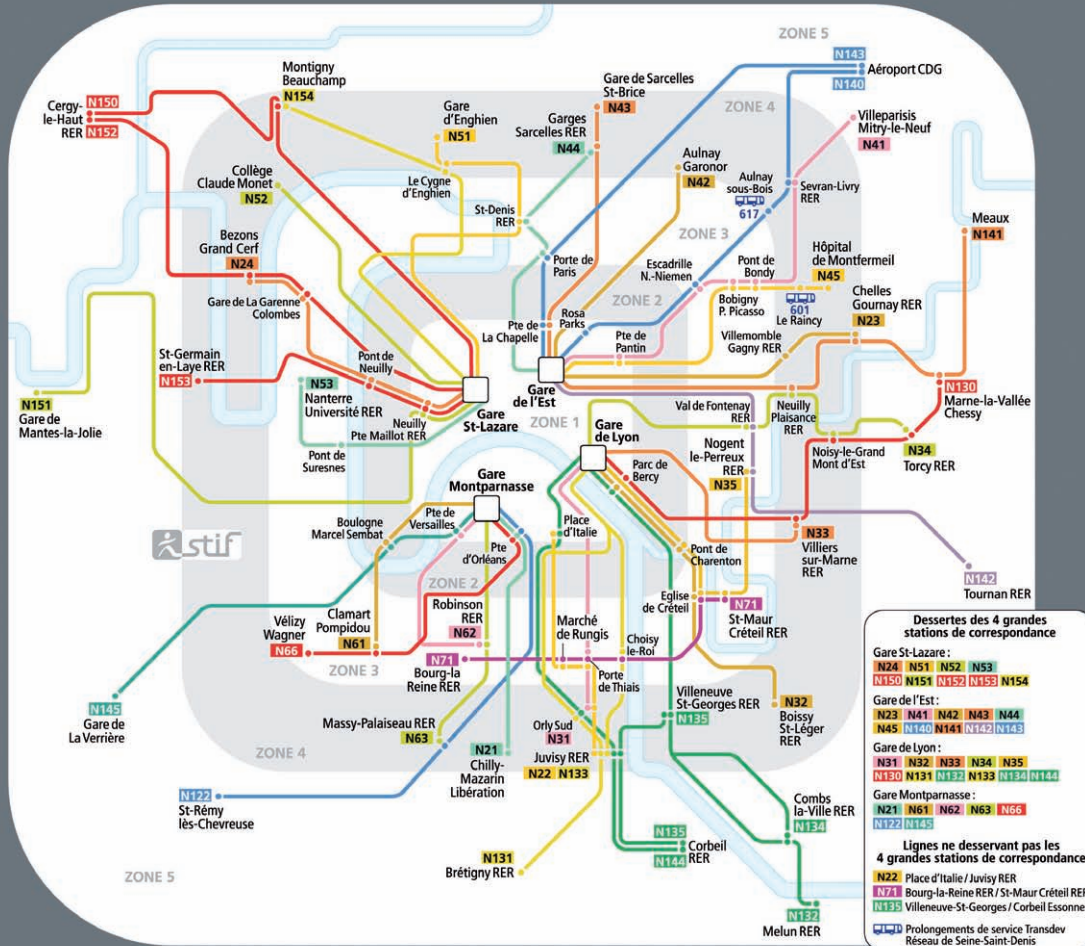 ZONE 5
N143
Aéroport CDG
N140
Montigny
Beauchamp
N154
Gare de Sarcelles
St-Brice
N43
Cergy-
le-Haut
RER
N150
N152
Gare
d'Enghien
N51
Garges
Sarcelles RER
N44
ZONE 4
Villeparisis
Mitry-le-Neuf
N41
Collège
Claude Monet
N52
Le Cygne
d'Enghien
Aulnay
Garonor
N42
Aulnay
sous-Bois
617
Sevran-Livry
RER
St-Denis
RER
ZONE 3
Meaux
N141
Bezons
Grand Cerf
N24
Porte de
Paris
Escadrille
N.-Niemen
Pont de
Bondy
Hôpital
de Montfermeil
N45
Gare de La Garenne
Colombes
ZONE 2
Rosa
Parks
Bobigny
P. Picasso
601
Le Raincy
Chelles
Gournay RER
N23
Pte de
La Chapelle
Pte de
Pantin
Villemomble
Gagny RER
St-Germain
en-Laye RER
N153
Pont de
Neuilly
N151
Gare de
Mantes-la-Jolie
N53
Nanterre
Université RER
Neuilly
Pte Maillot RER
Gare
St-Lazare
Gare
de l'Est
N130
Marne-la-Vallée
Chessy
ZONE 1
Gare
de Lyon
Val de Fontenay
RER
Neuilly
Plaisance
RER
Pont de
Suresnes
Nogent
le-Perreux
RER
N35
Noisy-le-Grand
Mont d'Est
N34
Torcy RER
Gare
Montparnasse
Parc de
Bercy
Pte de
Versailles
Boulogne
Marcel Sembat
Place
d'Italie
N33
Villiers
sur-Marne
RER
stif
Pte
d'Orléans
Pont de
Charenton
N142
Tournan RER
ZONE 2
Eglise
de Créteil
N71
St-Maur
Créteil RER
Vélizy
Wagner
N66
Clamart
Pompidou
N61
Robinson
RER
N62
Marché
de Rungis
Choisy
le-Roi
ZONE 3
N71
Bourg-la
Reine RER
Porte
de Thiais
N145
Gare de
La Verrière
Massy-Palaiseau RER
N63
Orly Sud
N31
Villeneuve
St-Georges RER
N135
N32
Boissy
St-Léger
RER
ZONE 4
N21
Chilly-
Mazarin
Libération
Juvisy RER
N22 N133
N122
St-Rémy
lès-Chevreuse
Combs
la-Ville RER
N134
N135
Corbeil
RER
N144
N131
Brétigny RER
ZONE 5
N132
Melun RER
Dessertes des 4 grandes
stations de correspondance
Gare St-Lazare :
N24 N51 N52 N53
N150 N151 N152 N153 N154
Gare de l'Est :
N23 N41 N42 N43 N44
N45 N140 N141 N142 N143
Gare de Lyon :
N31 N32 N33 N34 N35
N130 N131 N132 N133 N134 N144
Gare Montparnasse :
N21 N61 N62 N63 N66
N122 N145
Lignes ne desservant pas les
4 grandes stations de correspondance
N22 Place d'Italie / Juvisy RER
N71 Bourg-la-Reine RER / St-Maur Créteil RER
N135 Villeneuve-St-Georges / Corbeil Essonne
Prolongements de service Transdev
Réseau de Seine-Saint-Denis